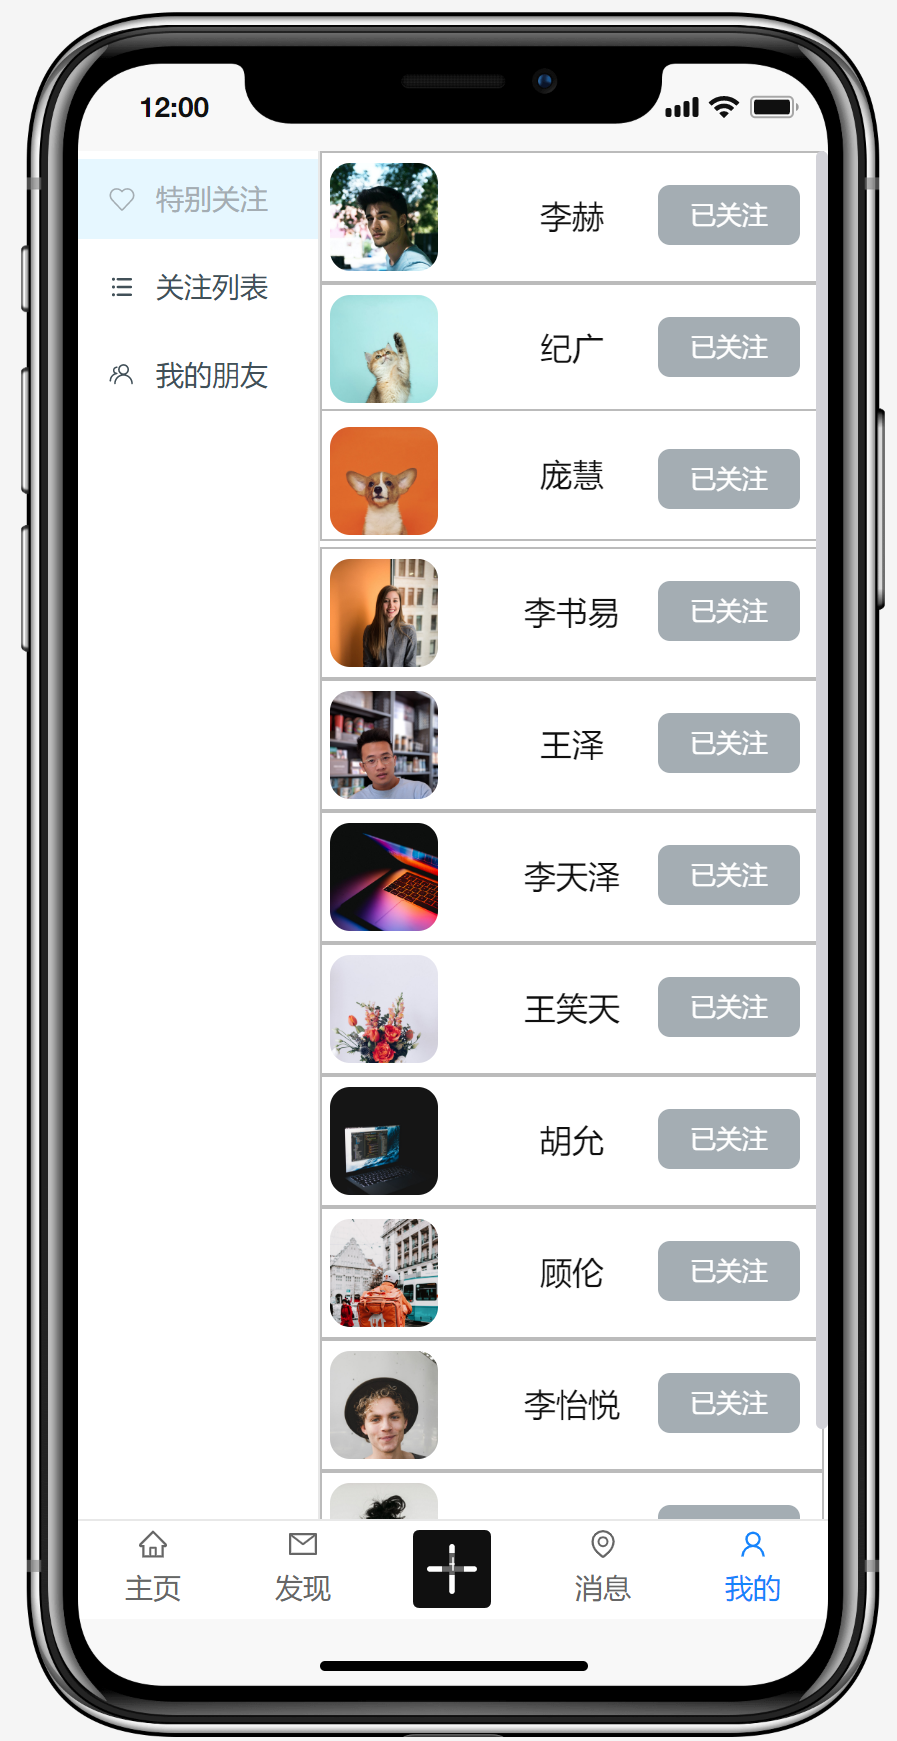 12:00
特别关注
关注列表
我的朋友
李赫 已关注
纪广 已关注
庞慧 已关注
李书易 已关注
王泽 已关注
李天泽 已关注
王笑天 已关注
胡允 已关注
顾伦 已关注
李怡悦 已关注
主页 发现 消息 我的